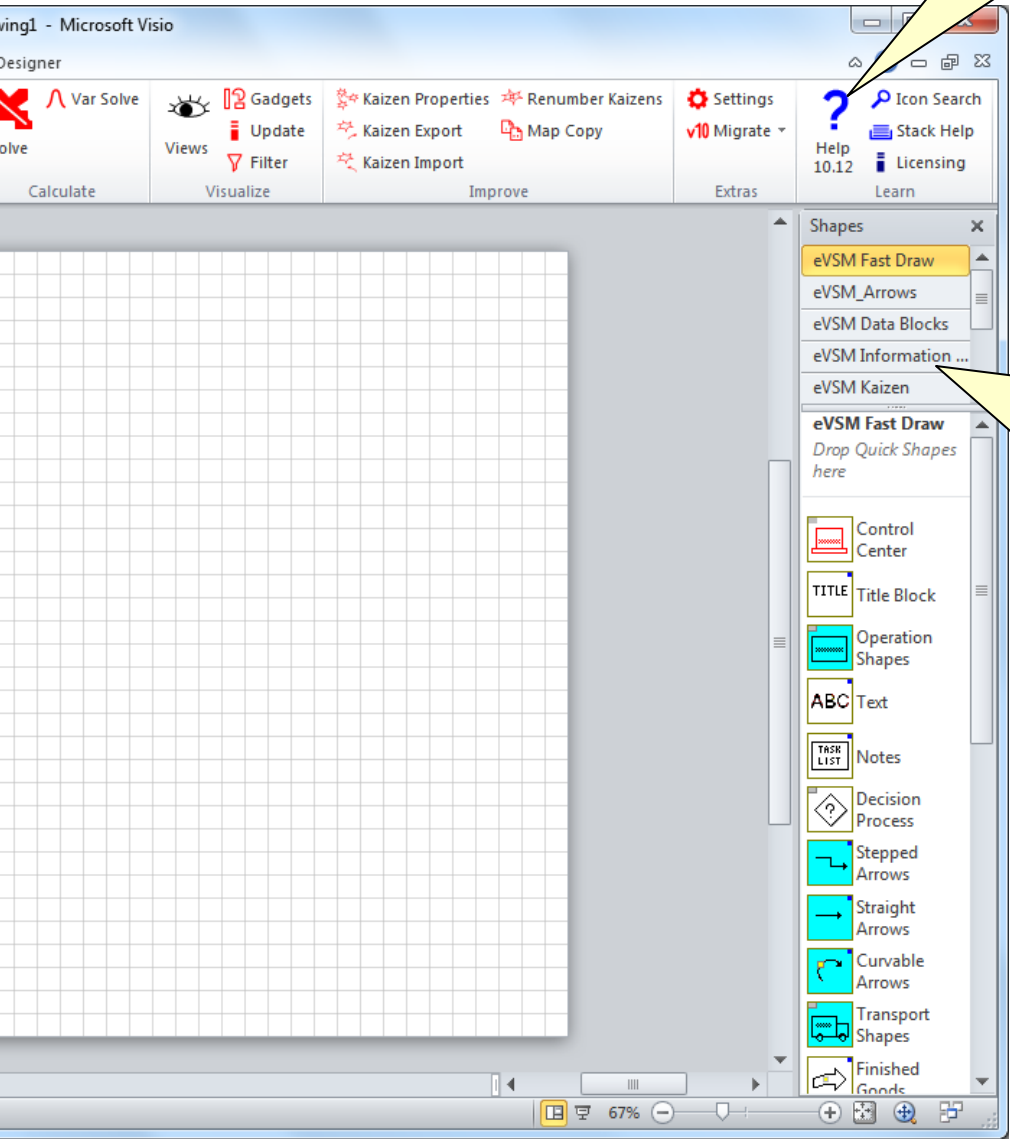 wing1 - Microsoft Visio
Designer
Var Solve
olve
Calculate
Views
Gadgets
Update
Filter
Visualize
Kaizen Properties
Renumber Kaizens
Kaizen Export
Map Copy
Kaizen Import
Improve
Settings
v10 Migrate
Extras
?
Help
10.12
Icon Search
Stack Help
Licensing
Learn
Shapes
eVSM Fast Draw
eVSM_Arrows
eVSM Data Blocks
eVSM Information ...
eVSM Kaizen
eVSM Fast Draw
Drop Quick Shapes
here
Control
Center
TITLE
Title Block
Operation
Shapes
ABC
Text
TASK
LIST
Notes
?
Decision
Process
Stepped
Arrows
Straight
Arrows
Curvable
Arrows
Transport
Shapes
Finished
Goods
67%